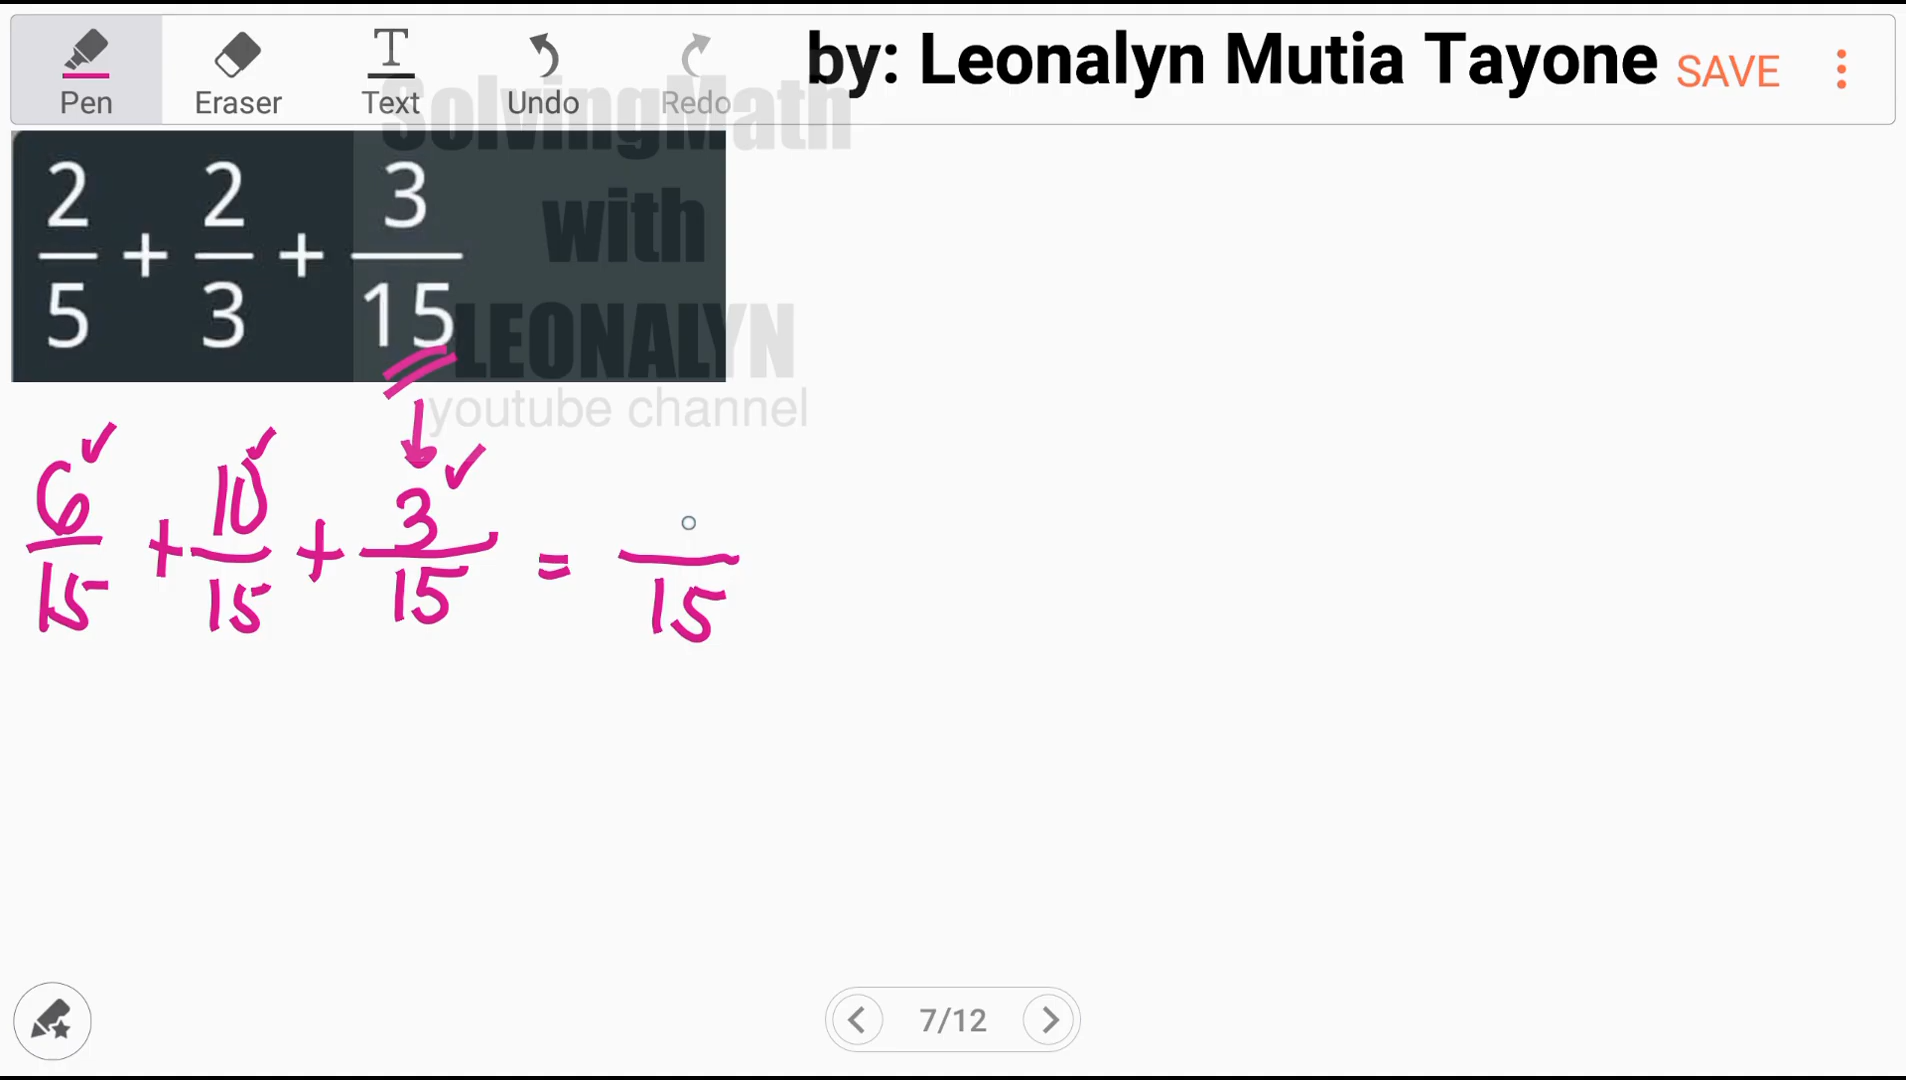 Pen Eraser Text Undo Redo by: Leonalyn Mutia Tayone SAVE
SolvingMath
with
LEONALYN
youtube channel
2/5 + 2/3 + 3/15
6/15 + 10/15 + 3/15 = /15
7/12